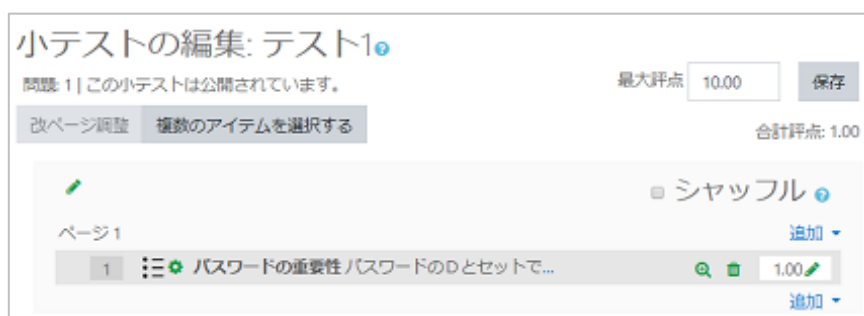 小テストの編集: テスト1
問題: 1 | この小テストは公開されています。
最大評点 10.00 保存
改ページ調整 複数のアイテムを選択する
合計評点: 1.00
シャッフル
ページ 1
追加
1 パスワードの重要性 パスワードのDとセットで...
1.00
追加